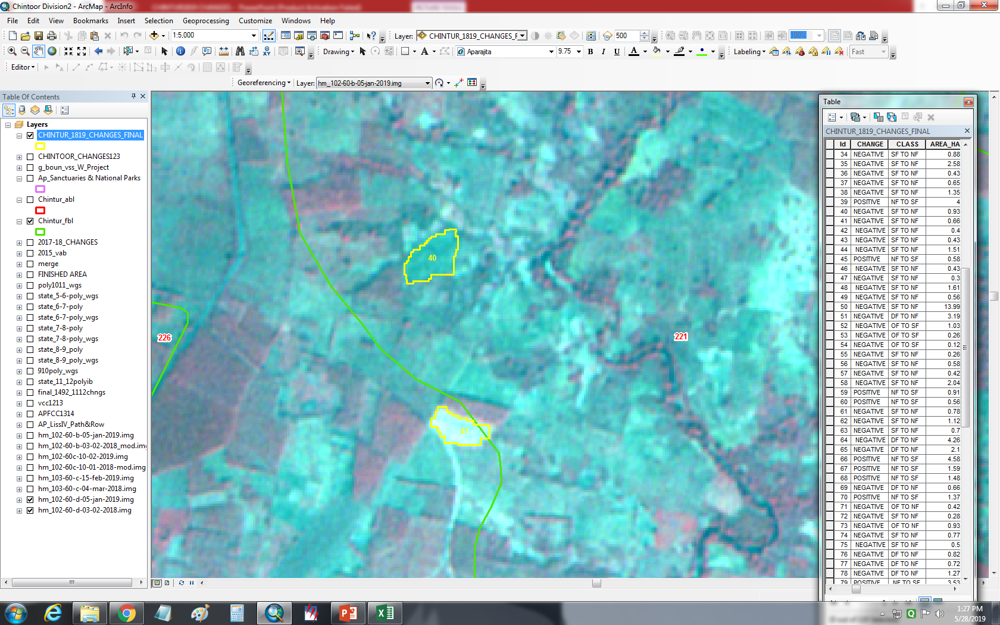 Chintoor Division2 - ArcMap - ArcInfo
File Edit View Bookmarks Insert Selection Geoprocessing Customize Windows Help
1:5,000 Layer: CHINTUR_1819_CHANGES_F 500 100%
Drawing Aparajita 9.75 B I U A Labeling Fast
Editor
Georeferencing Layer: hm_102-60-b-05-jan-2019.img
Table Of Contents
Layers
CHINTUR_1819_CHANGES_FINAL
CHINTOOR_CHANGES123
g_boun_vss_W_Project
Ap_Sanctuaries & National Parks
Chintur_abl
Chintur_fbl
2017-18_CHANGES
2015_vab
merge
FINISHED AREA
poly1011_wgs
state_5-6-poly_wgs
state_6-7-poly
state_6-7-poly_wgs
state_7-8-poly
state_7-8-poly_wgs
state_8-9_poly
state_8-9_poly_wgs
910poly_wgs
state_11_12polyib
final_1492_1112chngs
vcc1213
APFCC1314
AP_LissIV_Path&Row
hm_102-60-b-05-jan-2019.img
hm_102-60-b-03-02-2018_mod.img
hm_102-60c-10-02-2019.img
hm_102-60c-10-01-2018-mod.img
hm_103-60-c-15-feb-2019.img
hm_103-60-c-04-mar-2018.img
hm_102-60-d-05-jan-2019.img
hm_102-60-d-03-02-2018.img
40
226
221
41
Table
CHINTUR_1819_CHANGES_FINAL
Id CHANGE CLASS AREA_HA
34 NEGATIVE SF TO NF 0.88
35 NEGATIVE SF TO NF 2.58
36 NEGATIVE SF TO NF 0.43
37 NEGATIVE SF TO NF 0.65
38 NEGATIVE SF TO NF 1.35
39 POSITIVE NF TO SF 4
40 NEGATIVE SF TO NF 0.93
41 NEGATIVE SF TO NF 0.66
42 NEGATIVE SF TO NF 0.4
43 NEGATIVE SF TO NF 0.43
44 NEGATIVE SF TO NF 1.51
45 POSITIVE NF TO SF 0.58
46 NEGATIVE SF TO NF 0.43
47 NEGATIVE SF TO NF 0.3
48 NEGATIVE SF TO NF 1.61
49 NEGATIVE SF TO NF 0.56
50 NEGATIVE SF TO NF 13.99
51 NEGATIVE DF TO NF 3.19
52 NEGATIVE OF TO SF 1.03
53 NEGATIVE OF TO SF 0.26
54 NEGATIVE OF TO SF 0.12
55 NEGATIVE SF TO NF 0.26
56 NEGATIVE SF TO NF 0.58
57 NEGATIVE SF TO NF 0.42
58 NEGATIVE SF TO NF 2.04
59 POSITIVE NF TO SF 0.91
60 POSITIVE NF TO SF 0.56
61 NEGATIVE SF TO NF 0.78
62 NEGATIVE SF TO NF 1.12
63 NEGATIVE SF TO NF 0.7
64 NEGATIVE DF TO NF 4.26
65 NEGATIVE DF TO NF 2.1
66 POSITIVE NF TO SF 4.58
67 POSITIVE NF TO SF 1.59
68 POSITIVE NF TO SF 1.48
69 NEGATIVE DF TO NF 0.66
70 POSITIVE NF TO SF 1.37
71 NEGATIVE OF TO NF 0.42
72 NEGATIVE SF TO NF 0.28
73 NEGATIVE OF TO NF 0.93
74 NEGATIVE SF TO NF 0.77
75 NEGATIVE SF TO NF 0.5
76 NEGATIVE DF TO NF 0.82
77 NEGATIVE DF TO NF 0.72
78 NEGATIVE DF TO NF 1.27
79 POSITIVE NF TO SF 3.53
1:27 PM
5/28/2019